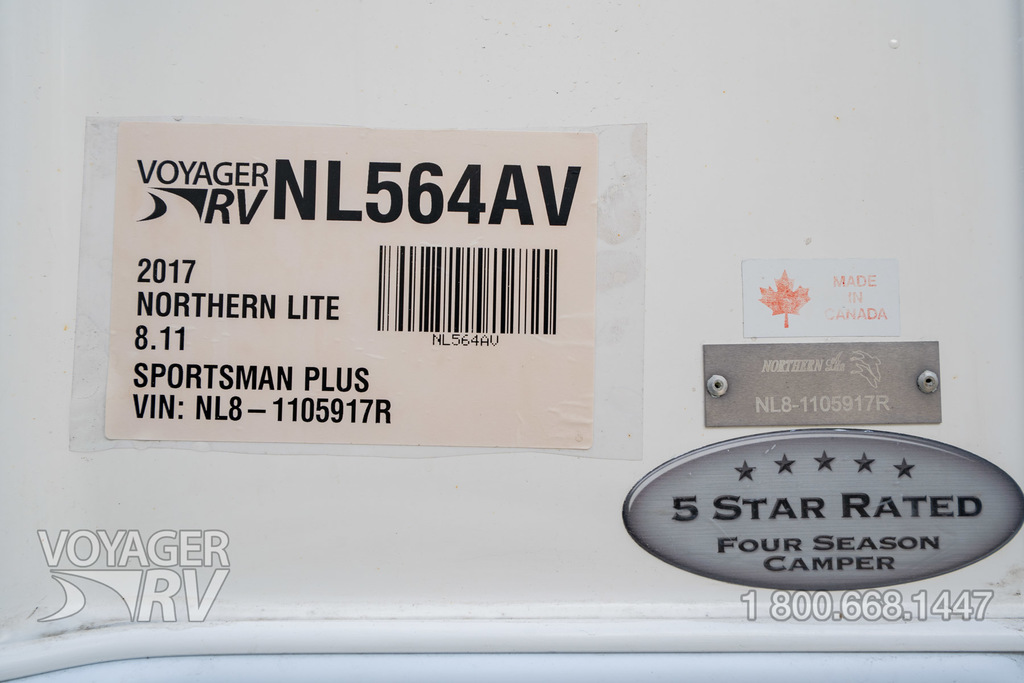 VOYAGER RV NL564AV
2017
NORTHERN LITE
8.11
SPORTSMAN PLUS
VIN: NL8-1105917R
NL564AV
MADE
IN
CANADA
NORTHERN Lite
NL8-1105917R
5 STAR RATED
FOUR SEASON
CAMPER
VOYAGER
RV
1 800.668.1447